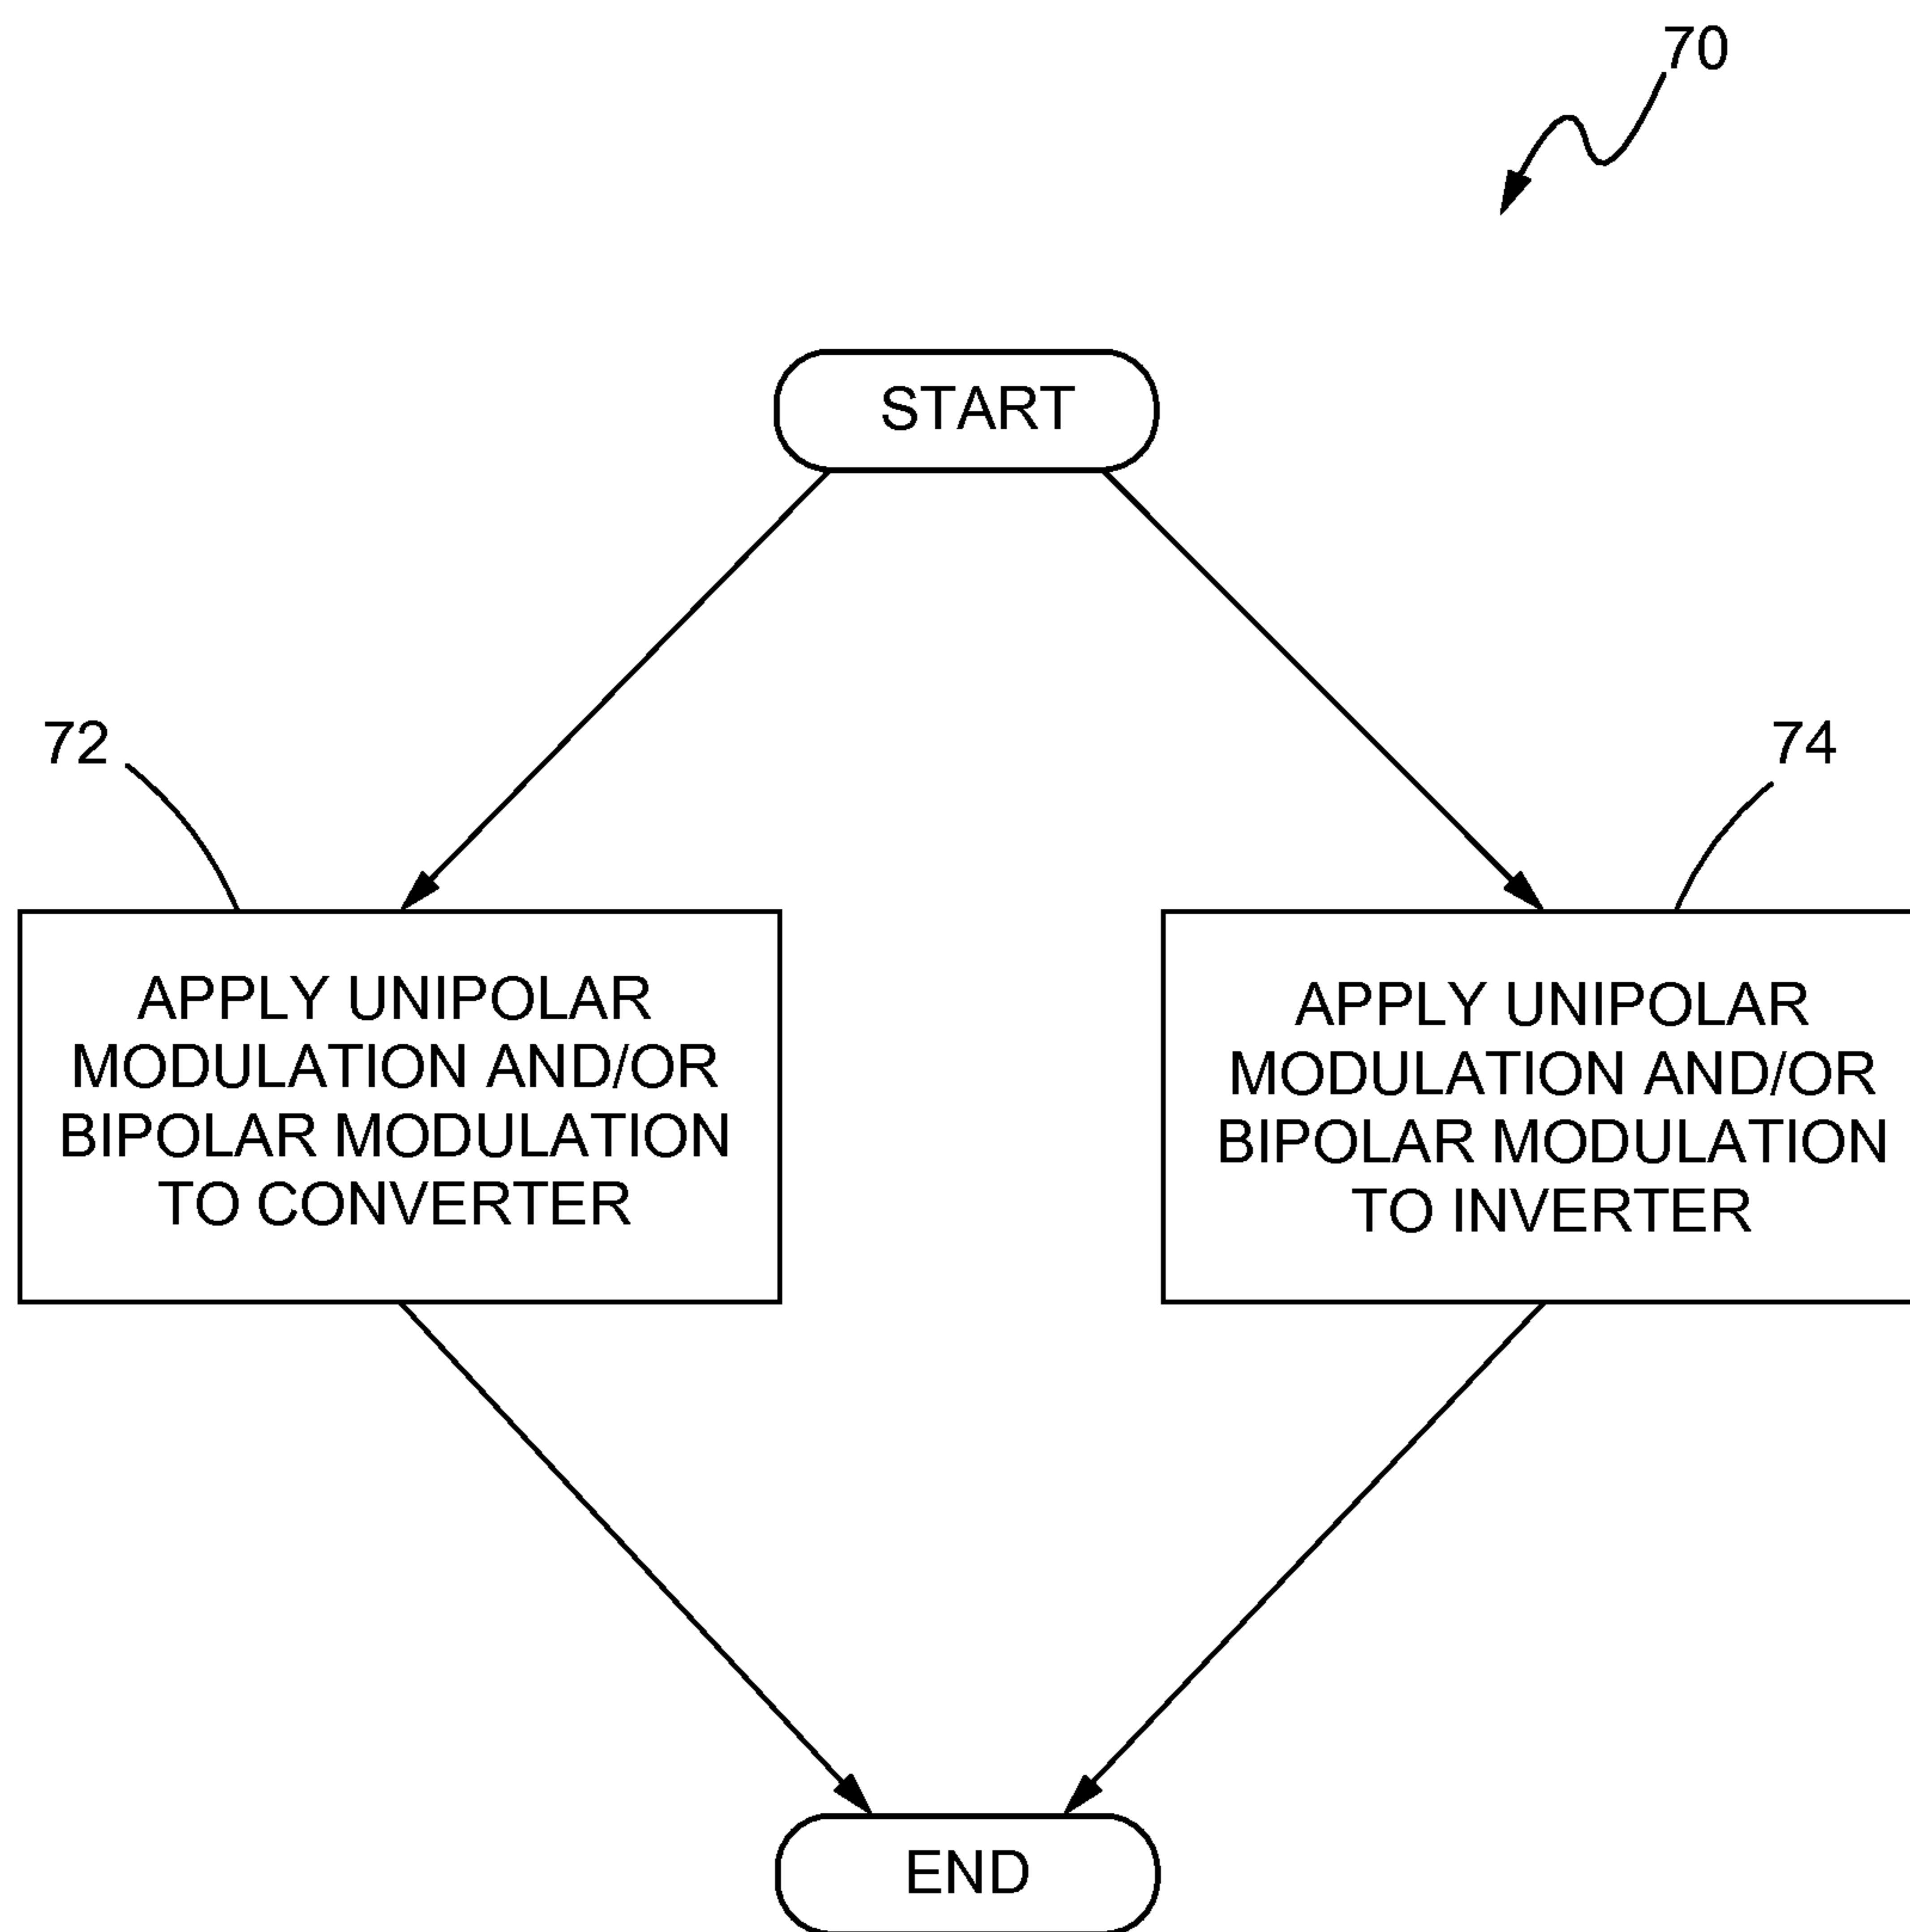 70
START
72
74
APPLY UNIPOLAR
MODULATION AND/OR
BIPOLAR MODULATION
TO CONVERTER
APPLY UNIPOLAR
MODULATION AND/OR
BIPOLAR MODULATION
TO INVERTER
END